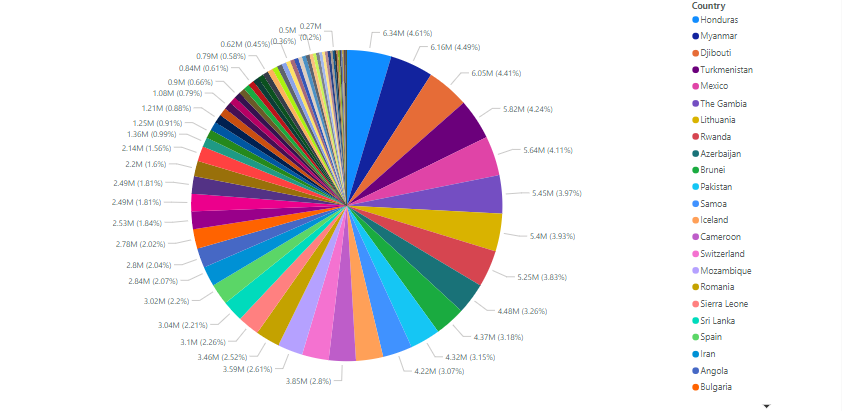 Country
Honduras
Myanmar
Djibouti
Turkmenistan
Mexico
The Gambia
Lithuania
Rwanda
Azerbaijan
Brunei
Pakistan
Samoa
Iceland
Cameroon
Switzerland
Mozambique
Romania
Sierra Leone
Sri Lanka
Spain
Iran
Angola
Bulgaria
6.34M (4.61%)
6.16M (4.49%)
6.05M (4.41%)
5.82M (4.24%)
5.64M (4.11%)
5.45M (3.97%)
5.4M (3.93%)
5.25M (3.83%)
4.48M (3.26%)
4.37M (3.18%)
4.32M (3.15%)
4.22M (3.07%)
3.85M (2.8%)
3.59M (2.61%)
3.46M (2.52%)
3.1M (2.26%)
3.04M (2.21%)
3.02M (2.2%)
2.84M (2.07%)
2.8M (2.04%)
2.78M (2.02%)
2.53M (1.84%)
2.49M (1.81%)
2.49M (1.81%)
2.2M (1.6%)
2.14M (1.56%)
1.36M (0.99%)
1.25M (0.91%)
1.21M (0.88%)
1.08M (0.79%)
0.9M (0.66%)
0.84M (0.61%)
0.79M (0.58%)
0.62M (0.45%)
0.5M
(0.36%)
0.27M
(0.2%)